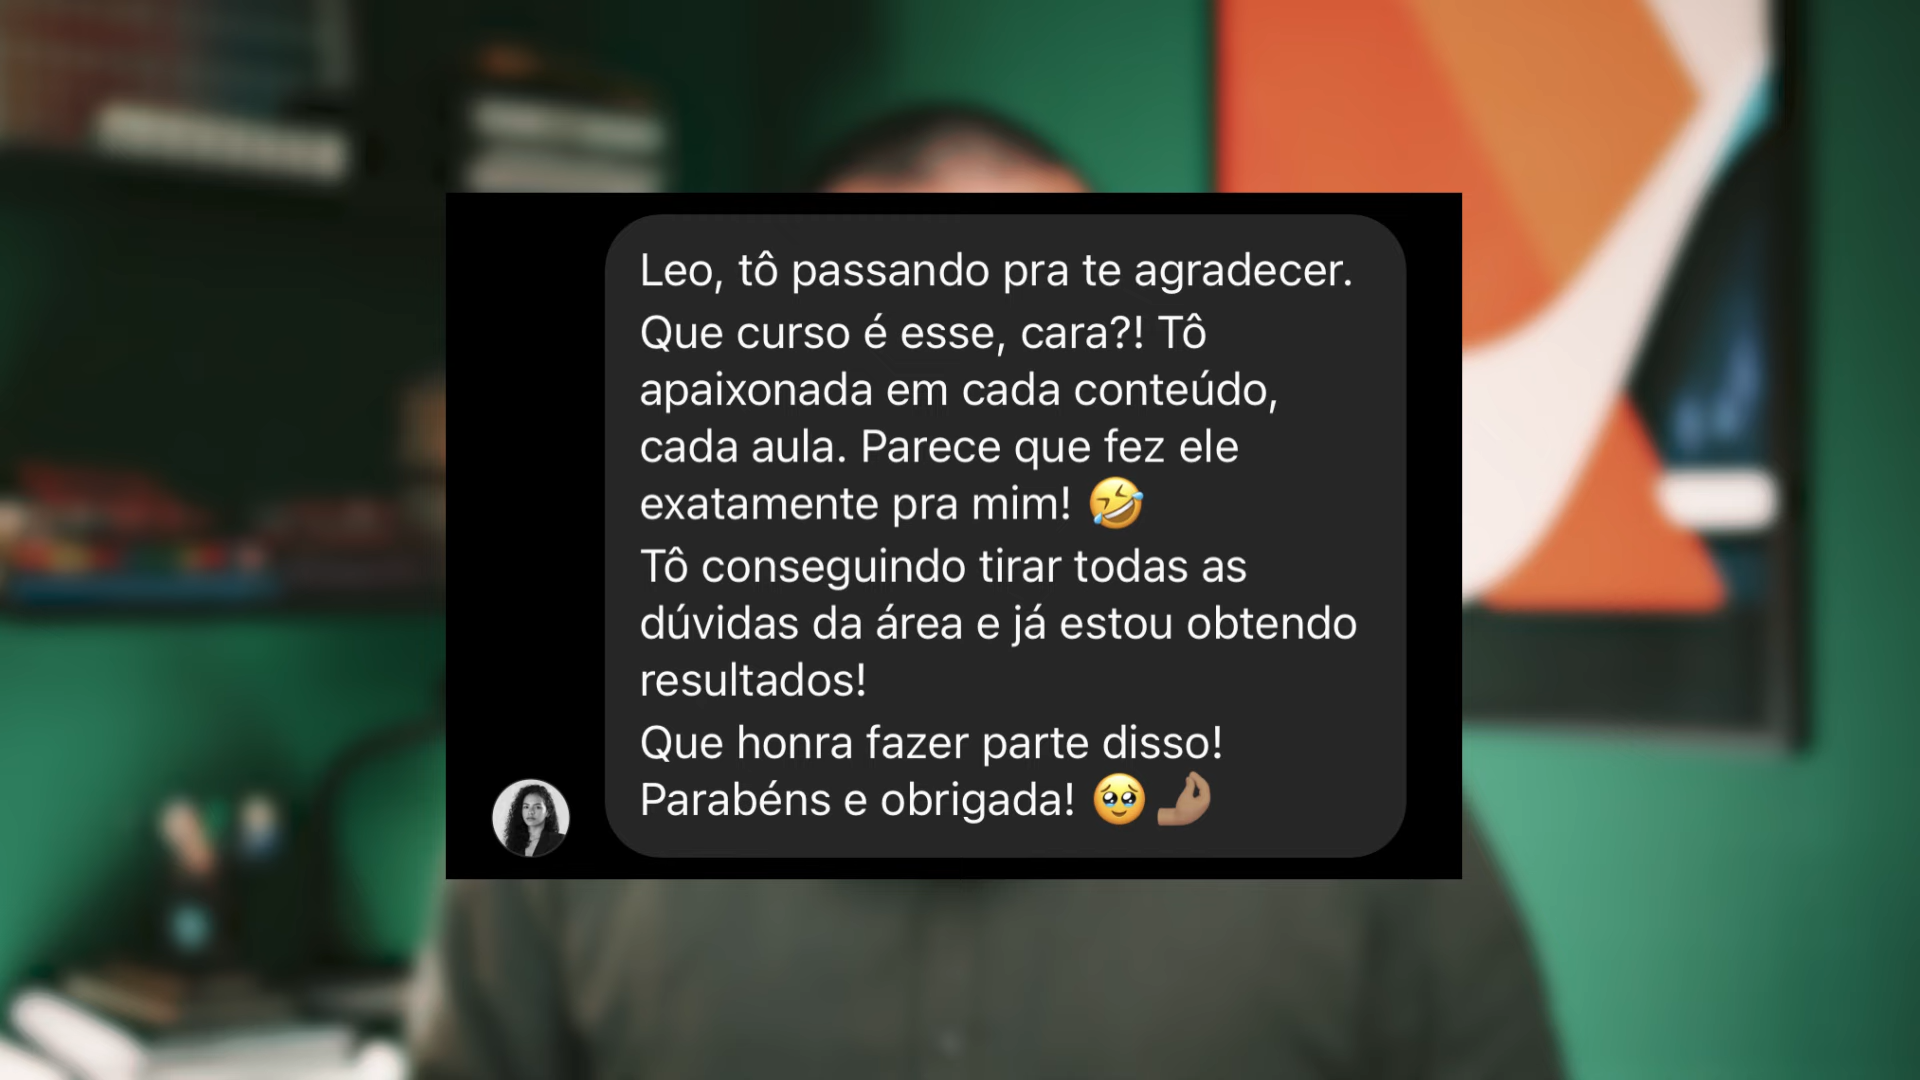 Leo, tô passando pra te agradecer.
Que curso é esse, cara?! Tô
apaixonada em cada conteúdo,
cada aula. Parece que fez ele
exatamente pra mim! 🤣
Tô conseguindo tirar todas as
dúvidas da área e já estou obtendo
resultados!
Que honra fazer parte disso!
Parabéns e obrigada! 🥹🤌🏽